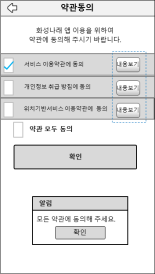 약관동의
화성나래 앱 이용을 위하여
약관에 동의해 주시기 바랍니다.
서비스 이용약관에 동의
내용보기
개인정보 취급 방침에 동의
내용보기
위치기반서비스 이용약관에 동의
내용보기
약관 모두 동의
확인
알림
모든 약관에 동의해 주세요.
확인